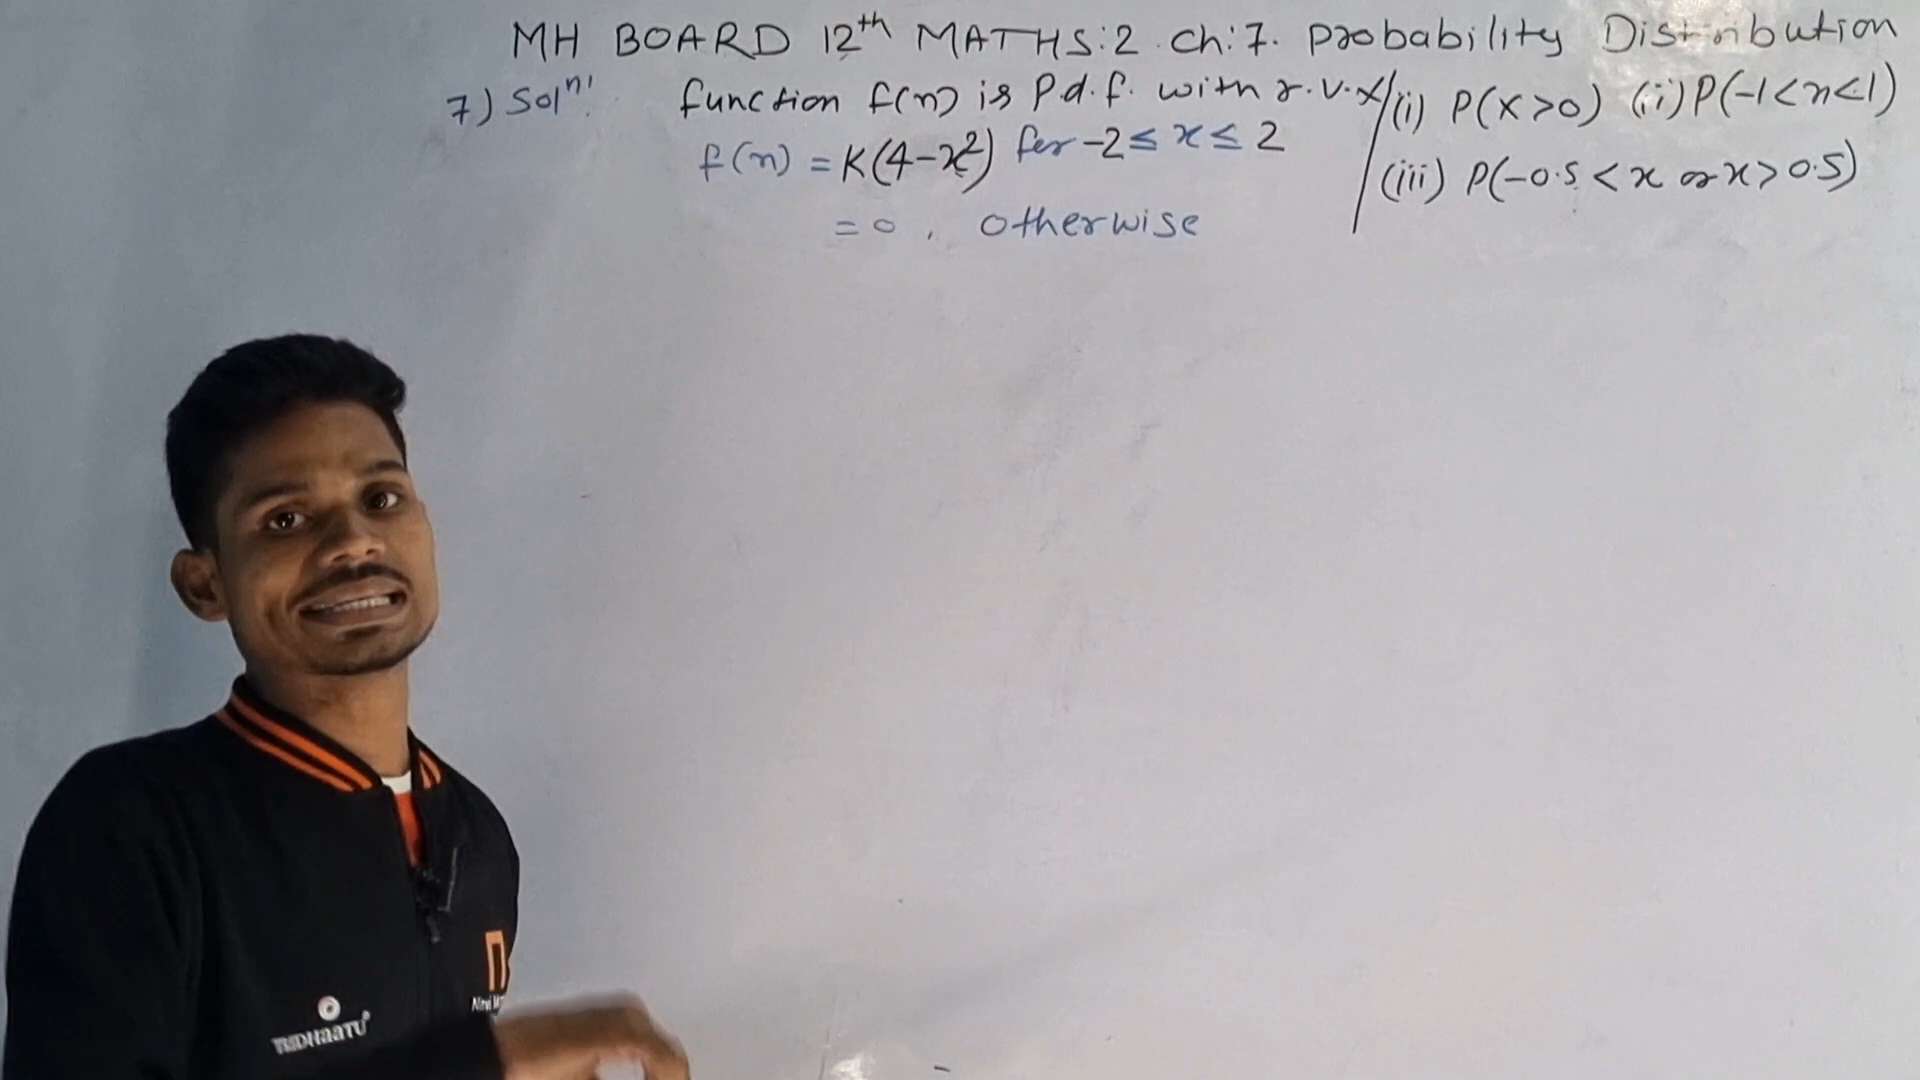 MH BOARD 12th MATHS:2 Ch:7. Probability Distribution
7) Soln: function f(n) is P.d.f. with r.v.X
f(n) = K(4-x²) for -2 ≤ x ≤ 2
= 0 , otherwise
(i) P(X>0) (ii) P(-1<x<1)
(iii) P(-0.5 < x or x > 0.5)
TRIDHaaTU